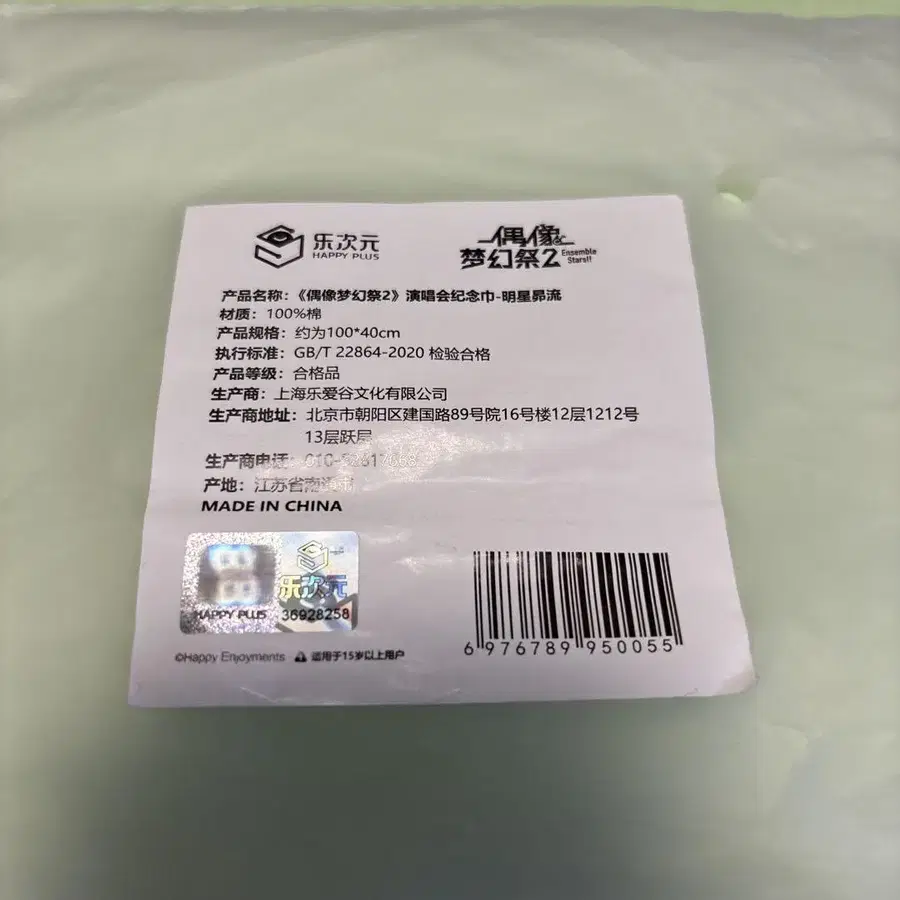 乐次元
HAPPY PLUS
偶像
梦幻祭2
Ensemble
Stars!!
产品名称：《偶像梦幻祭2》演唱会纪念巾-明星昴流
材质：100%棉
产品规格：约为100*40cm
执行标准：GB/T 22864-2020 检验合格
产品等级：合格品
生产商：上海乐爱谷文化有限公司
生产商地址：北京市朝阳区建国路89号院16号楼12层1212号
13层跃层
生产商电话：
产地：江苏省南通市
MADE IN CHINA
乐次元
HAPPY PLUS
36928258
©Happy Enjoyments
适用于15岁以上用户
6 976789 950055